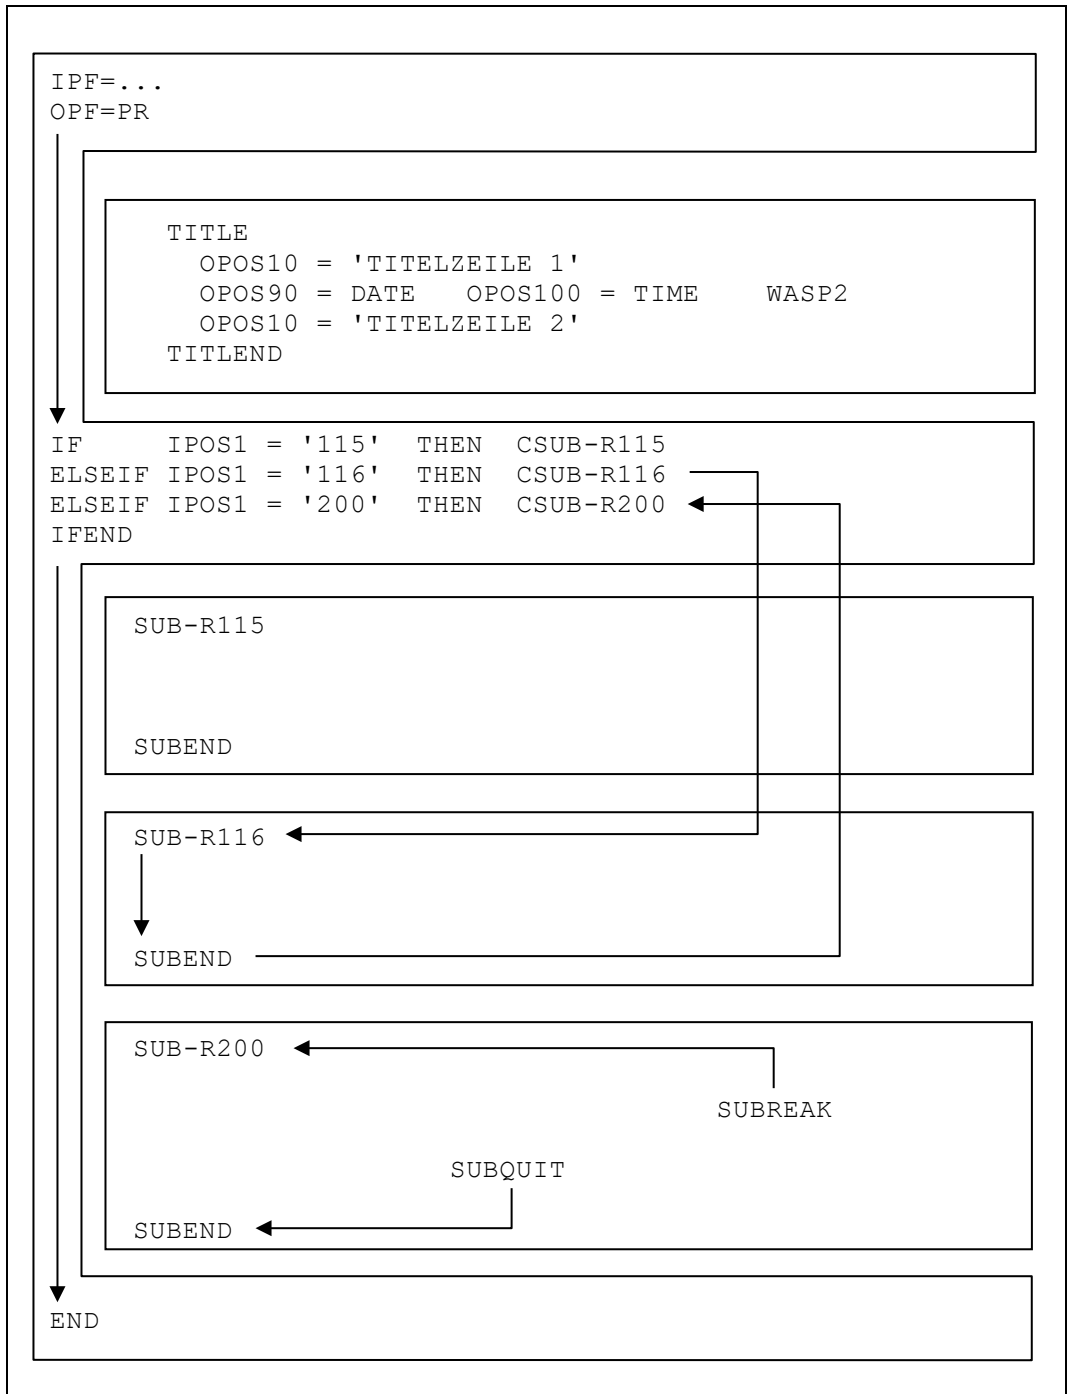 IPF=...
OPF=PR
TITLE
OPOS10 = 'TITELZEILE 1'
OPOS90 = DATE   OPOS100 = TIME    WASP2
OPOS10 = 'TITELZEILE 2'
TITLEND
IF     IPOS1 = '115'  THEN  CSUB-R115
ELSEIF IPOS1 = '116'  THEN  CSUB-R116
ELSEIF IPOS1 = '200'  THEN  CSUB-R200
IFEND
SUB-R115
SUBEND
SUB-R116
SUBEND
SUB-R200
SUBREAK
SUBQUIT
SUBEND
END